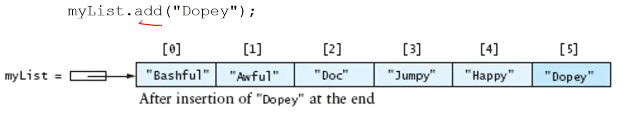 myList.add("Dopey");
[0] [1] [2] [3] [4] [5]
myList = "Bashful" "Awful" "Doc" "Jumpy" "Happy" "Dopey"
After insertion of "Dopey" at the end